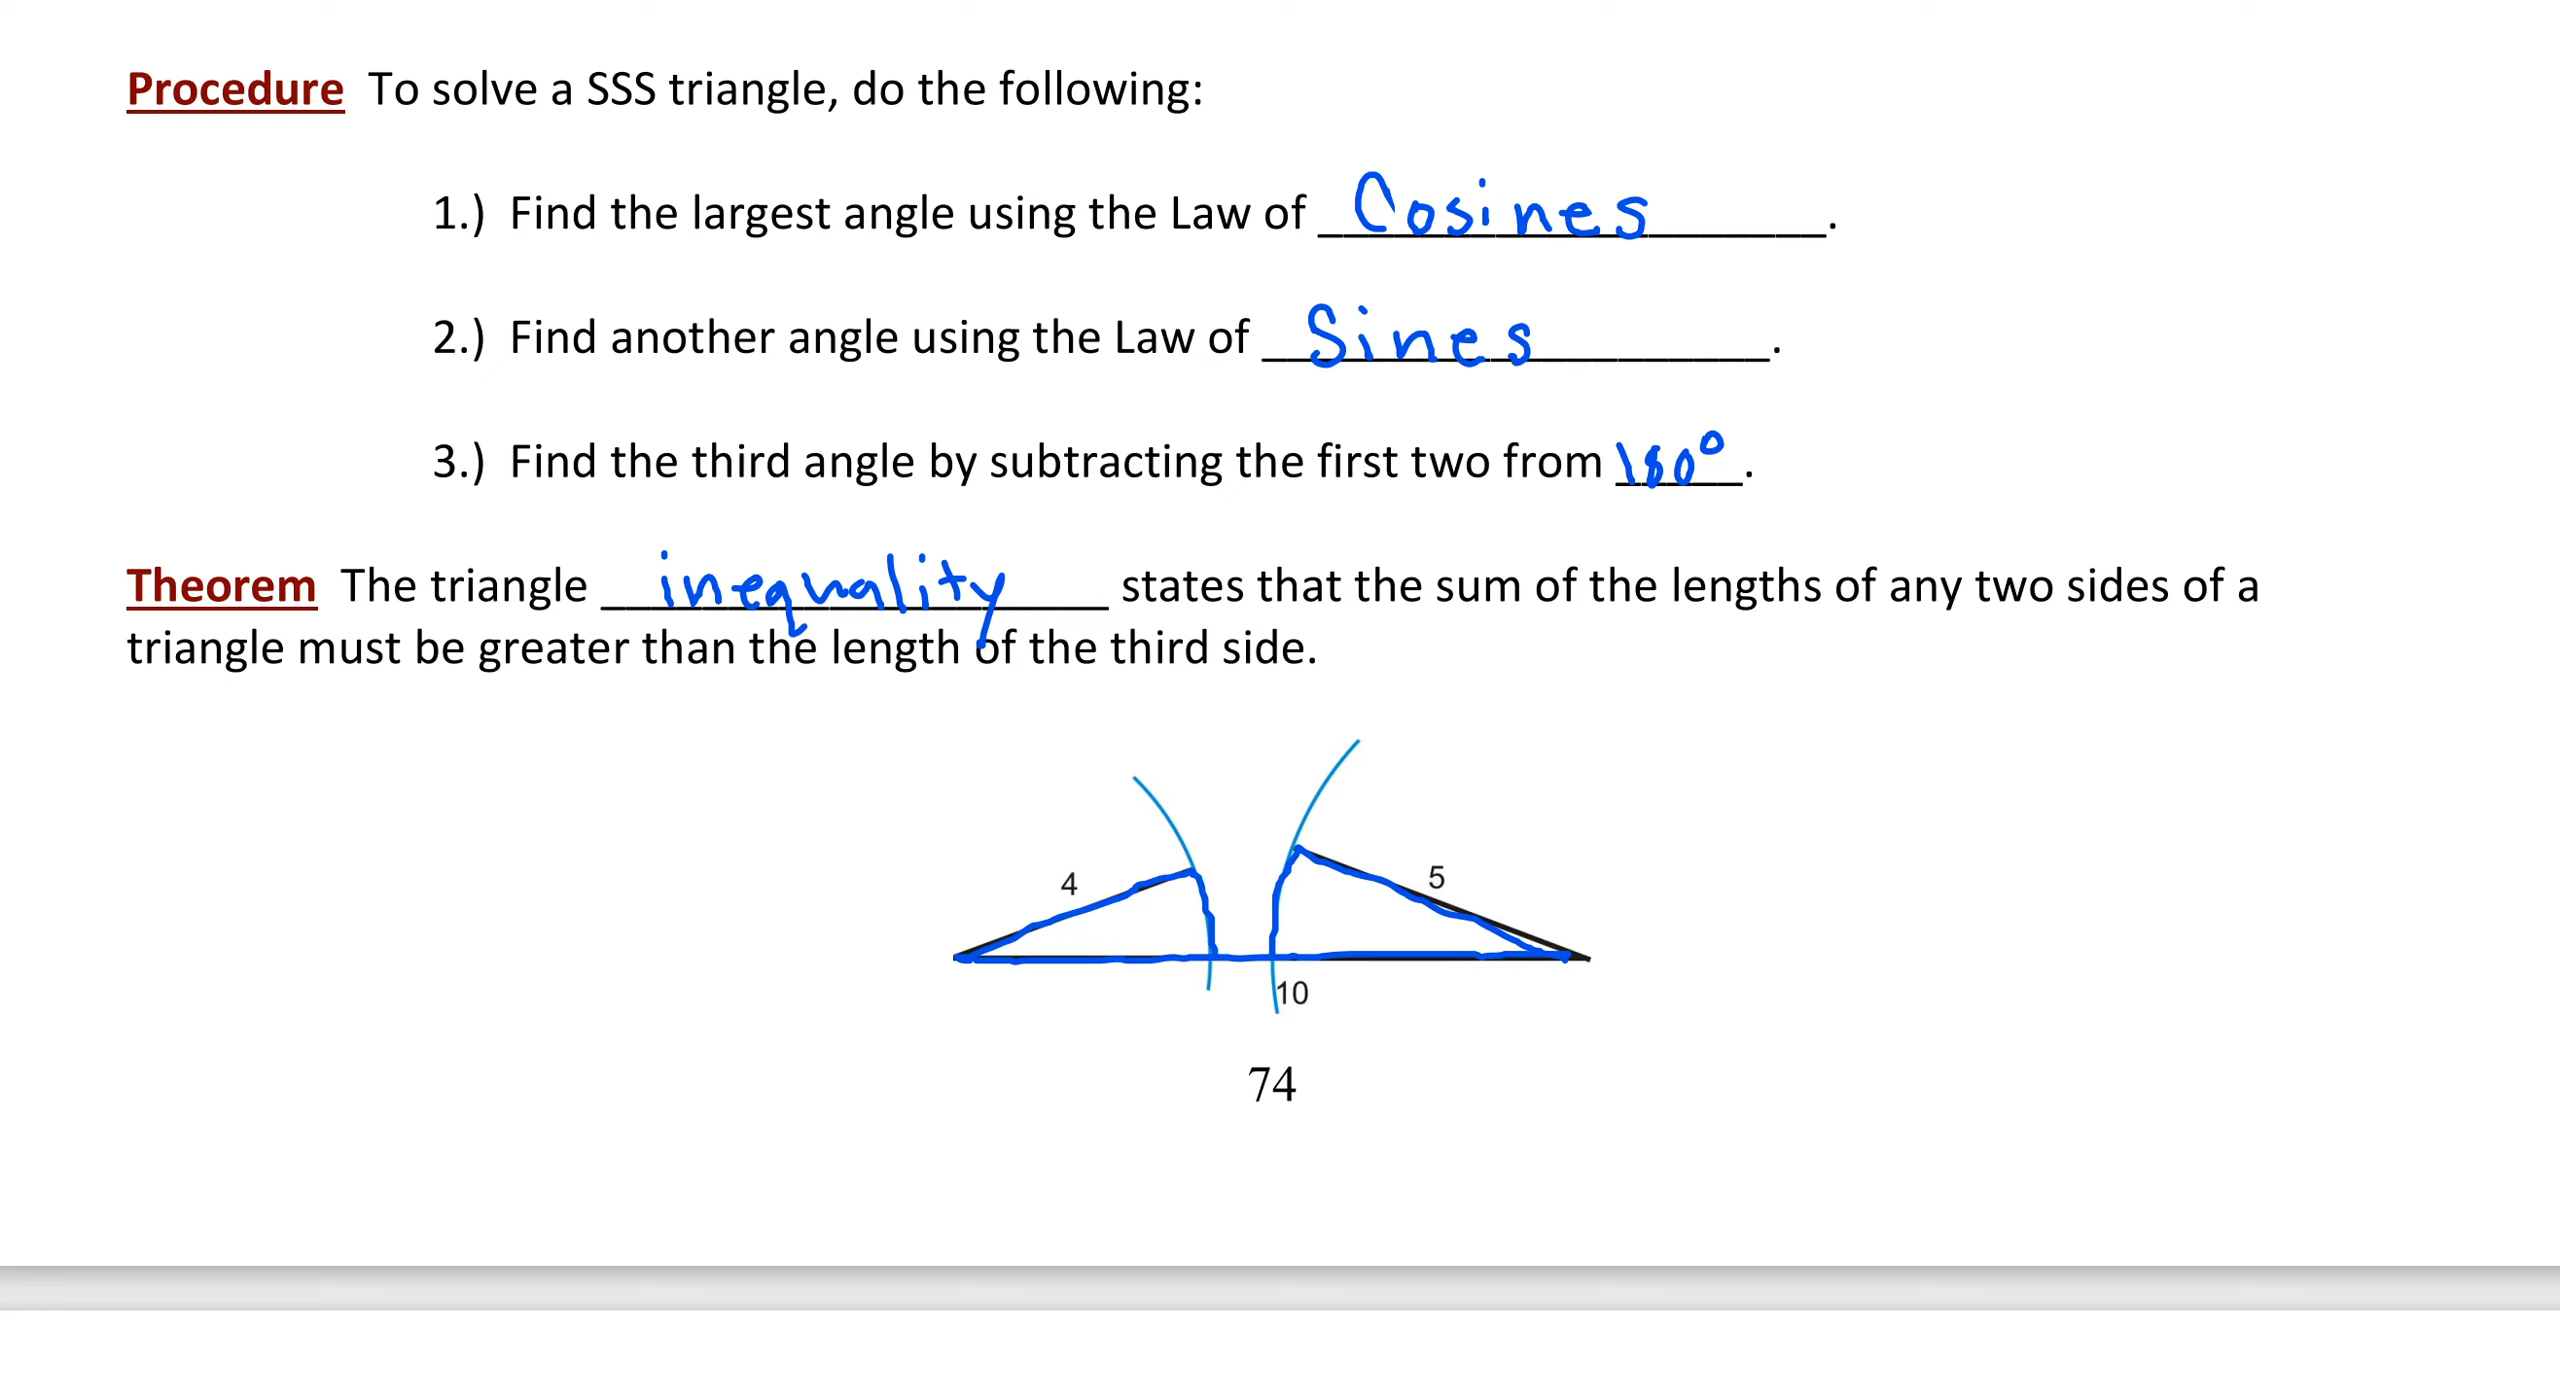 Procedure To solve a SSS triangle, do the following:
1.) Find the largest angle using the Law of Cosines.
2.) Find another angle using the Law of Sines.
3.) Find the third angle by subtracting the first two from 180°.
Theorem The triangle inequality states that the sum of the lengths of any two sides of a
triangle must be greater than the length of the third side.
4 5
10
74